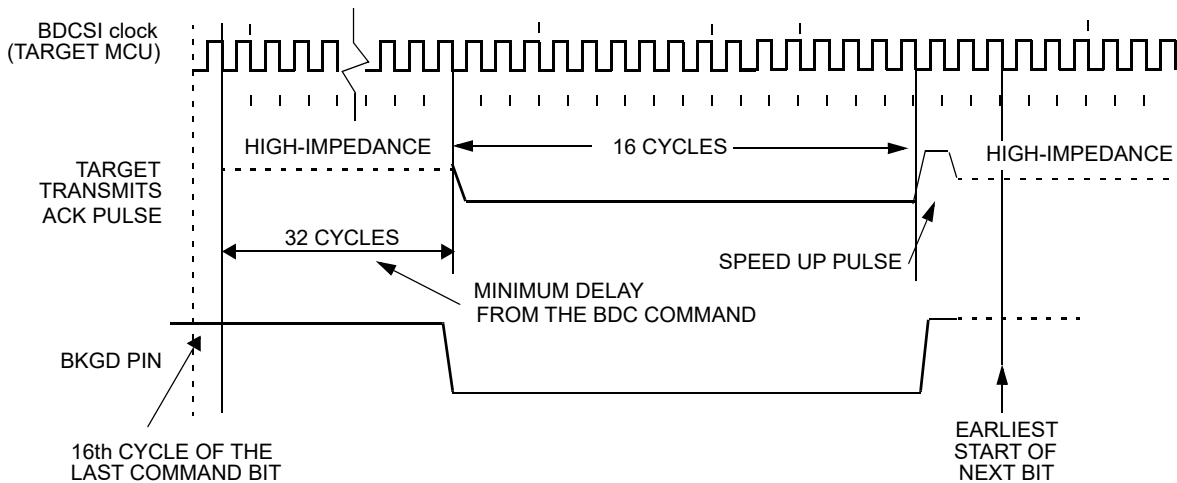 BDCSI clock
(TARGET MCU)
HIGH-IMPEDANCE
16 CYCLES
HIGH-IMPEDANCE
TARGET
TRANSMITS
ACK PULSE
32 CYCLES
SPEED UP PULSE
MINIMUM DELAY
FROM THE BDC COMMAND
BKGD PIN
16th CYCLE OF THE
LAST COMMAND BIT
EARLIEST
START OF
NEXT BIT